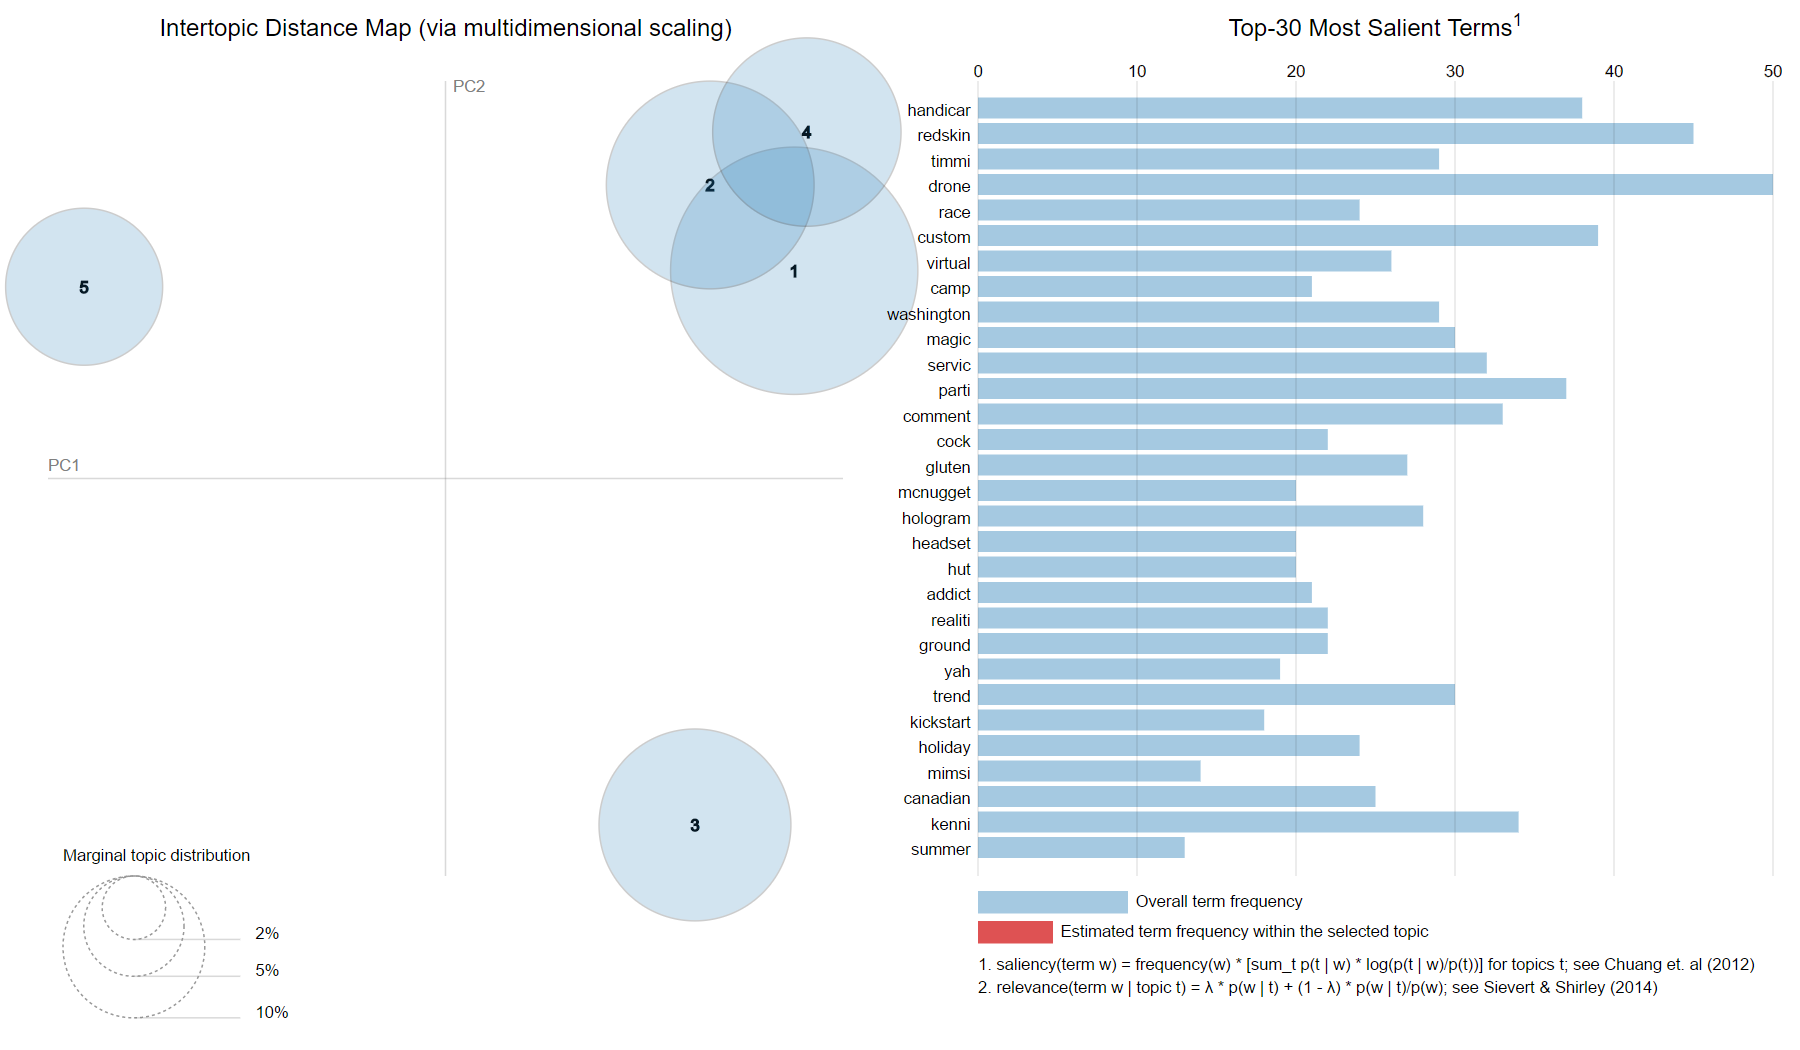 Intertopic Distance Map (via multidimensional scaling)
PC2
PC1
4
2
1
5
3
Marginal topic distribution
2%
5%
10%
Top-30 Most Salient Terms1
0 10 20 30 40 50
handicar
redskin
timmi
drone
race
custom
virtual
camp
washington
magic
servic
parti
comment
cock
gluten
mcnugget
hologram
headset
hut
addict
realiti
ground
yah
trend
kickstart
holiday
mimsi
canadian
kenni
summer
Overall term frequency
Estimated term frequency within the selected topic
1. saliency(term w) = frequency(w) * [sum_t p(t | w) * log(p(t | w)/p(t))] for topics t; see Chuang et. al (2012)
2. relevance(term w | topic t) = λ * p(w | t) + (1 - λ) * p(w | t)/p(w); see Sievert & Shirley (2014)